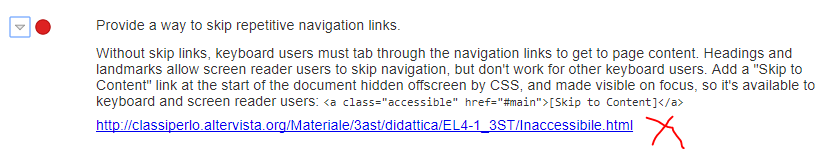 Provide a way to skip repetitive navigation links.
Without skip links, keyboard users must tab through the navigation links to get to page content. Headings and
landmarks allow screen reader users to skip navigation, but don't work for other keyboard users. Add a "Skip to
Content" link at the start of the document hidden offscreen by CSS, and made visible on focus, so it's available to
keyboard and screen reader users: <a class="accessible" href="#main">[Skip to Content]</a>
http://classiperlo.altervista.org/Materiale/3ast/didattica/EL4-1_3ST/Inaccessibile.html